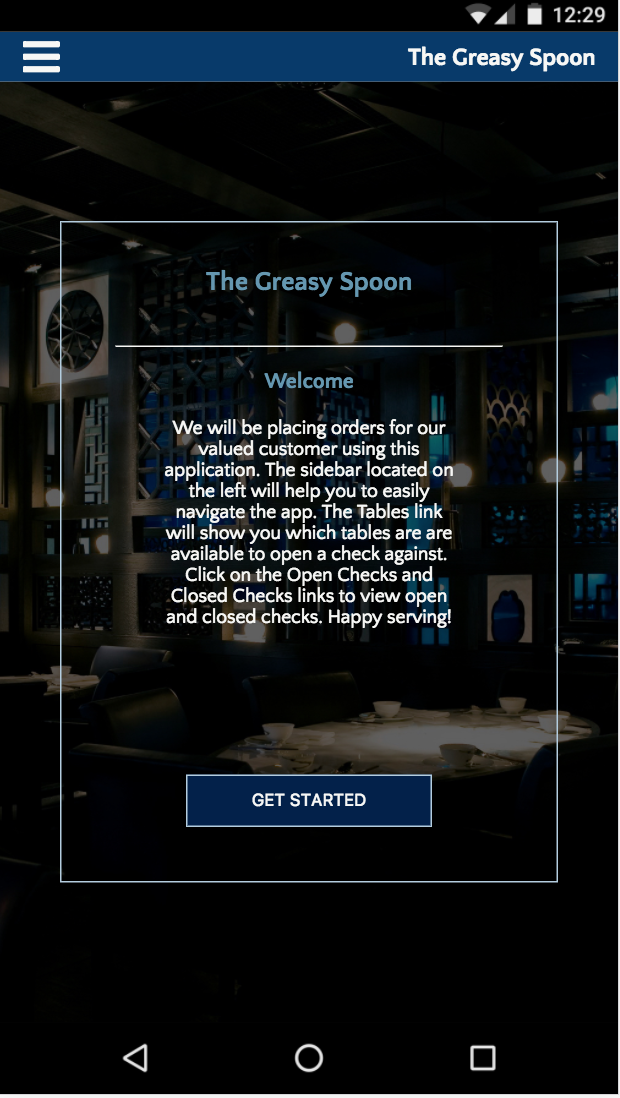 12:29
The Greasy Spoon
The Greasy Spoon
Welcome
We will be placing orders for our
valued customer using this
application. The sidebar located on
the left will help you to easily
navigate the app. The Tables link
will show you which tables are are
available to open a check against.
Click on the Open Checks and
Closed Checks links to view open
and closed checks. Happy serving!
GET STARTED